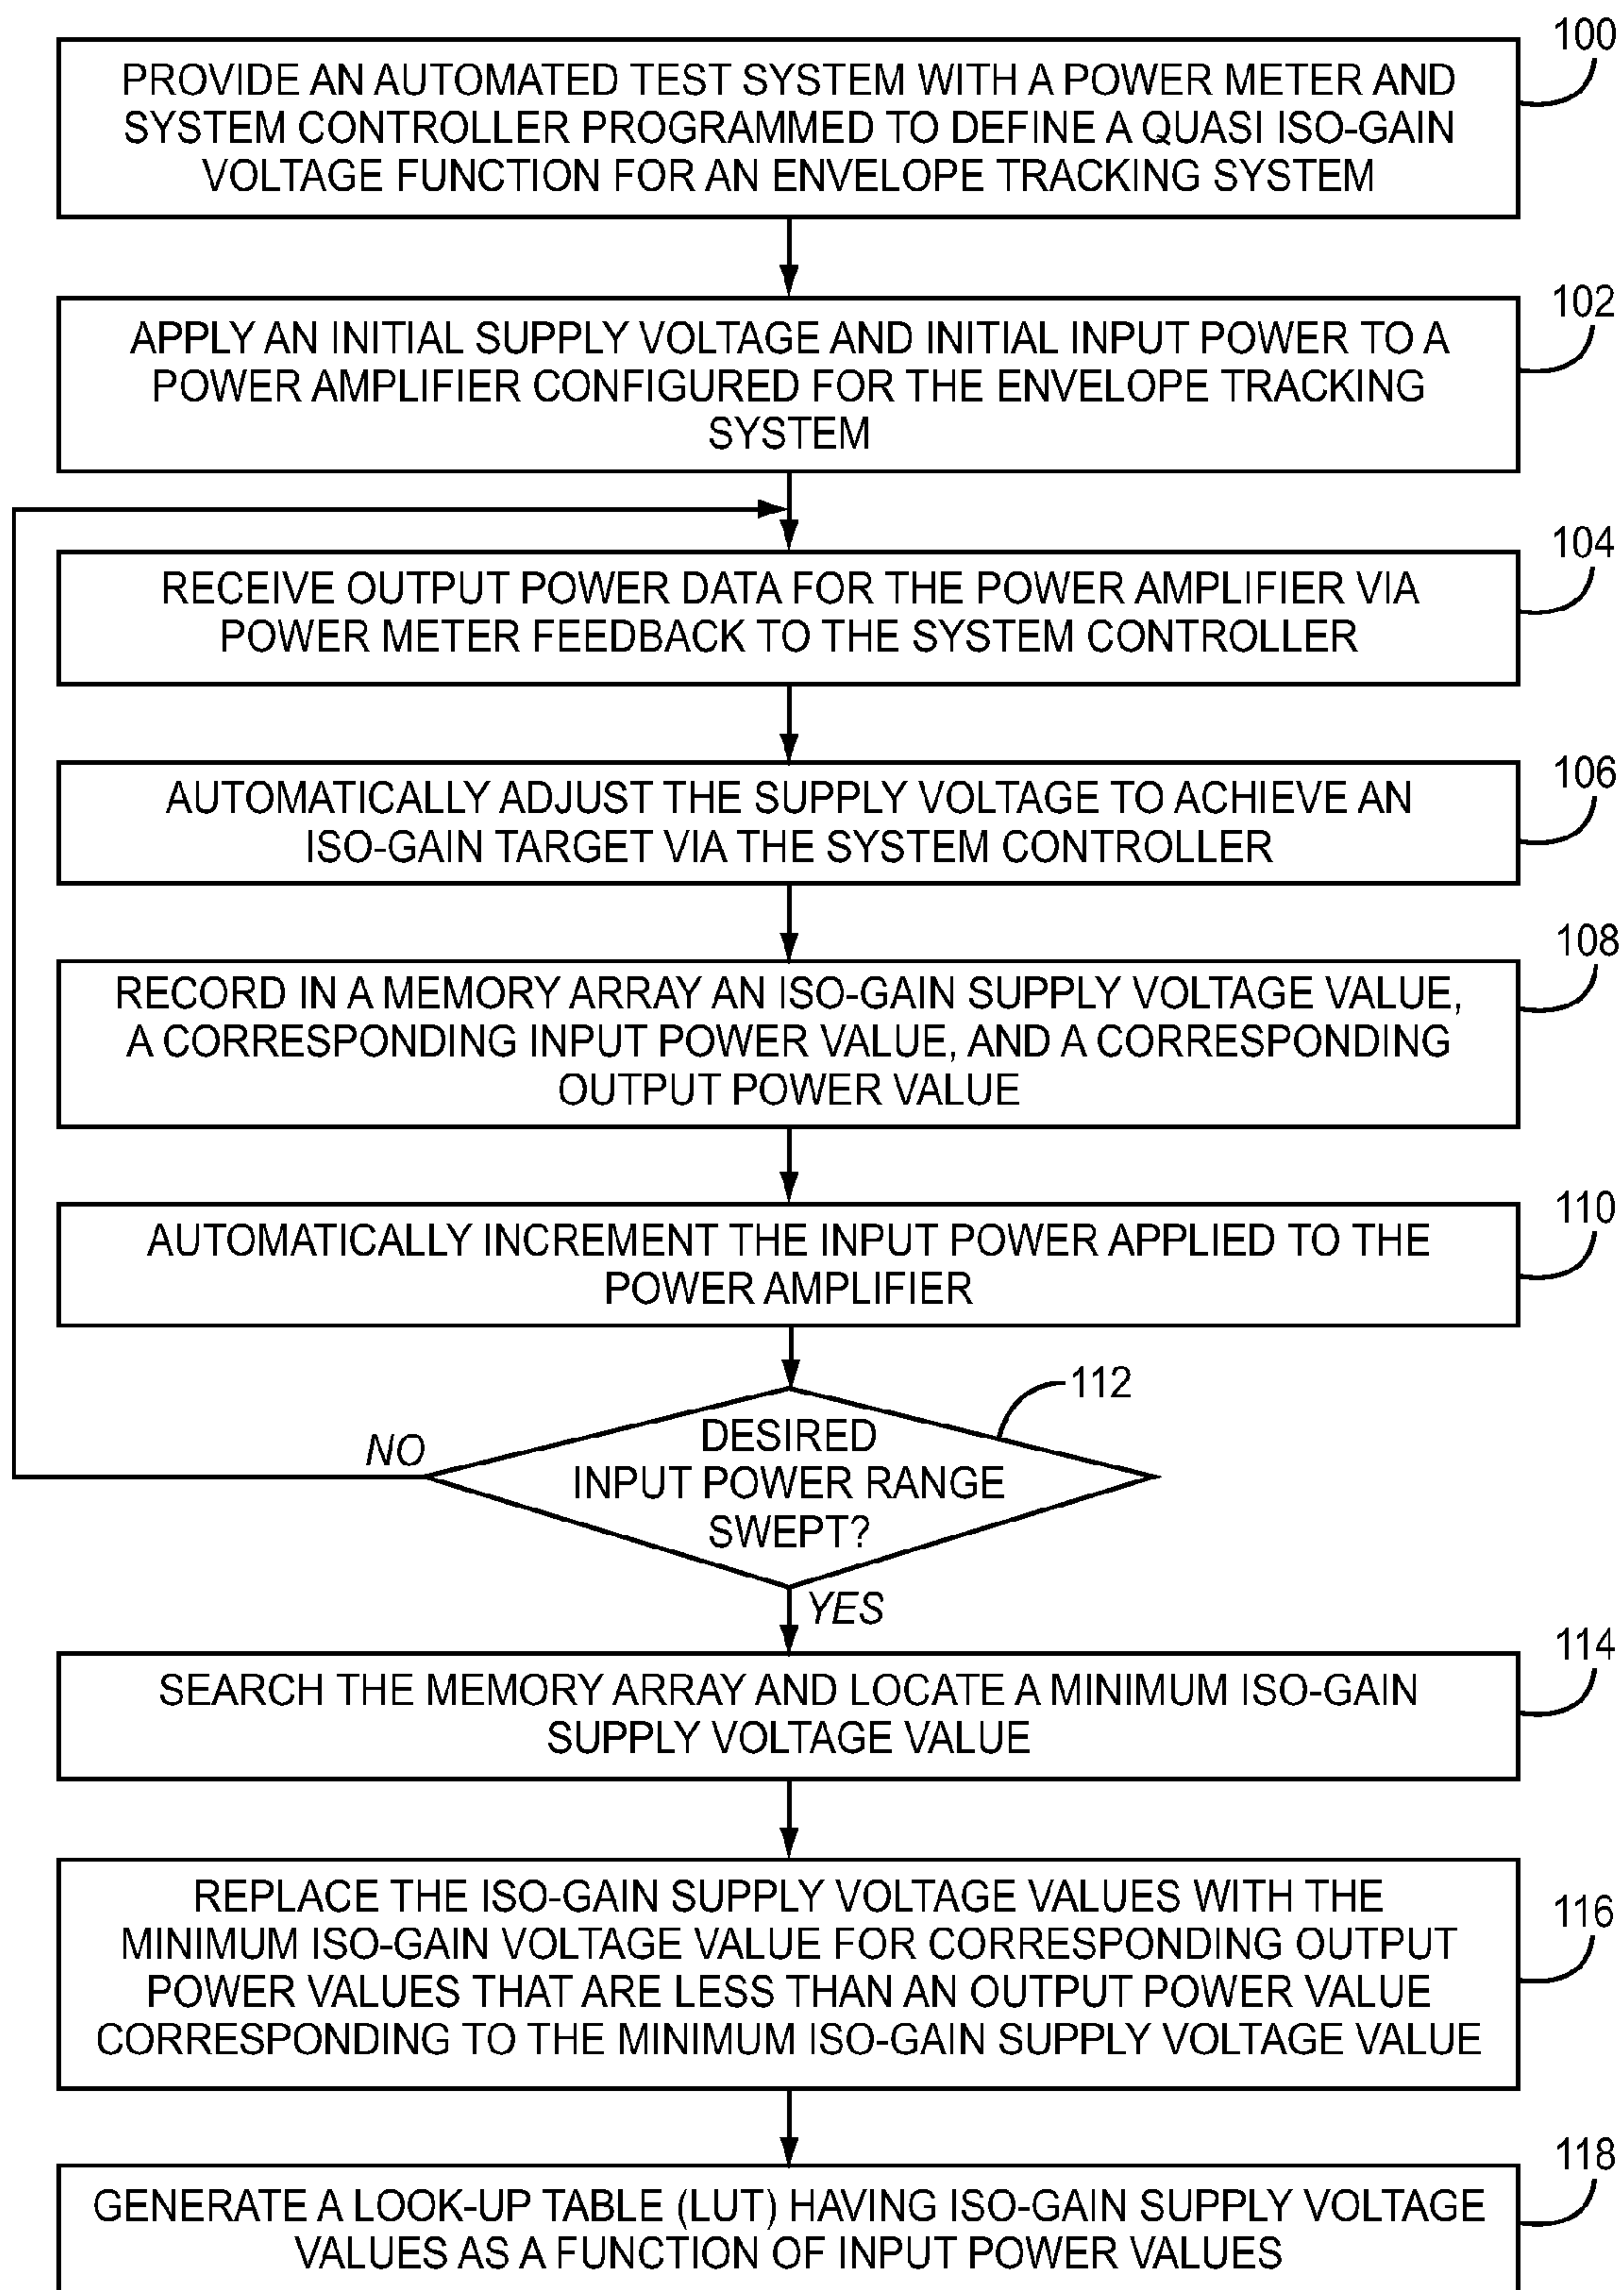 100
PROVIDE AN AUTOMATED TEST SYSTEM WITH A POWER METER AND
SYSTEM CONTROLLER PROGRAMMED TO DEFINE A QUASI ISO-GAIN
VOLTAGE FUNCTION FOR AN ENVELOPE TRACKING SYSTEM
102
APPLY AN INITIAL SUPPLY VOLTAGE AND INITIAL INPUT POWER TO A
POWER AMPLIFIER CONFIGURED FOR THE ENVELOPE TRACKING
SYSTEM
104
RECEIVE OUTPUT POWER DATA FOR THE POWER AMPLIFIER VIA
POWER METER FEEDBACK TO THE SYSTEM CONTROLLER
106
AUTOMATICALLY ADJUST THE SUPPLY VOLTAGE TO ACHIEVE AN
ISO-GAIN TARGET VIA THE SYSTEM CONTROLLER
108
RECORD IN A MEMORY ARRAY AN ISO-GAIN SUPPLY VOLTAGE VALUE,
A CORRESPONDING INPUT POWER VALUE, AND A CORRESPONDING
OUTPUT POWER VALUE
110
AUTOMATICALLY INCREMENT THE INPUT POWER APPLIED TO THE
POWER AMPLIFIER
112
DESIRED
INPUT POWER RANGE
SWEPT?
NO
YES
114
SEARCH THE MEMORY ARRAY AND LOCATE A MINIMUM ISO-GAIN
SUPPLY VOLTAGE VALUE
116
REPLACE THE ISO-GAIN SUPPLY VOLTAGE VALUES WITH THE
MINIMUM ISO-GAIN VOLTAGE VALUE FOR CORRESPONDING OUTPUT
POWER VALUES THAT ARE LESS THAN AN OUTPUT POWER VALUE
CORRESPONDING TO THE MINIMUM ISO-GAIN SUPPLY VOLTAGE VALUE
118
GENERATE A LOOK-UP TABLE (LUT) HAVING ISO-GAIN SUPPLY VOLTAGE
VALUES AS A FUNCTION OF INPUT POWER VALUES